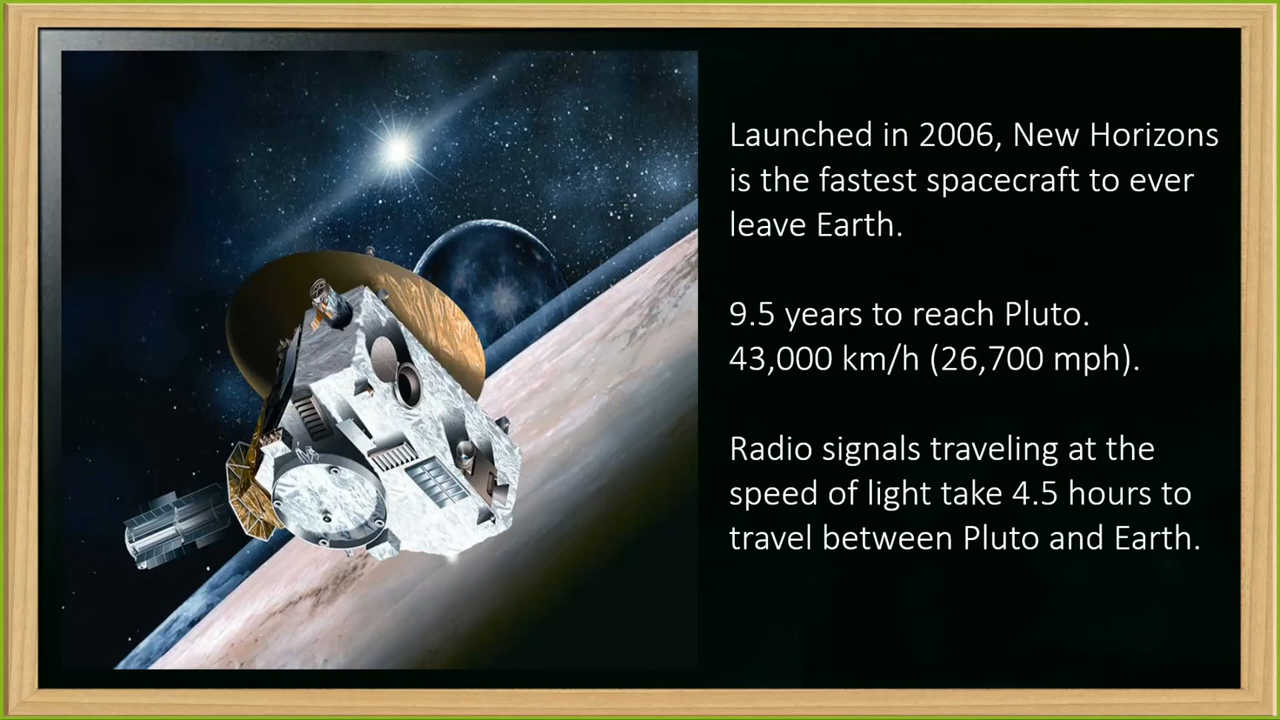 Launched in 2006, New Horizons
is the fastest spacecraft to ever
leave Earth.
9.5 years to reach Pluto.
43,000 km/h (26,700 mph).
Radio signals traveling at the
speed of light take 4.5 hours to
travel between Pluto and Earth.